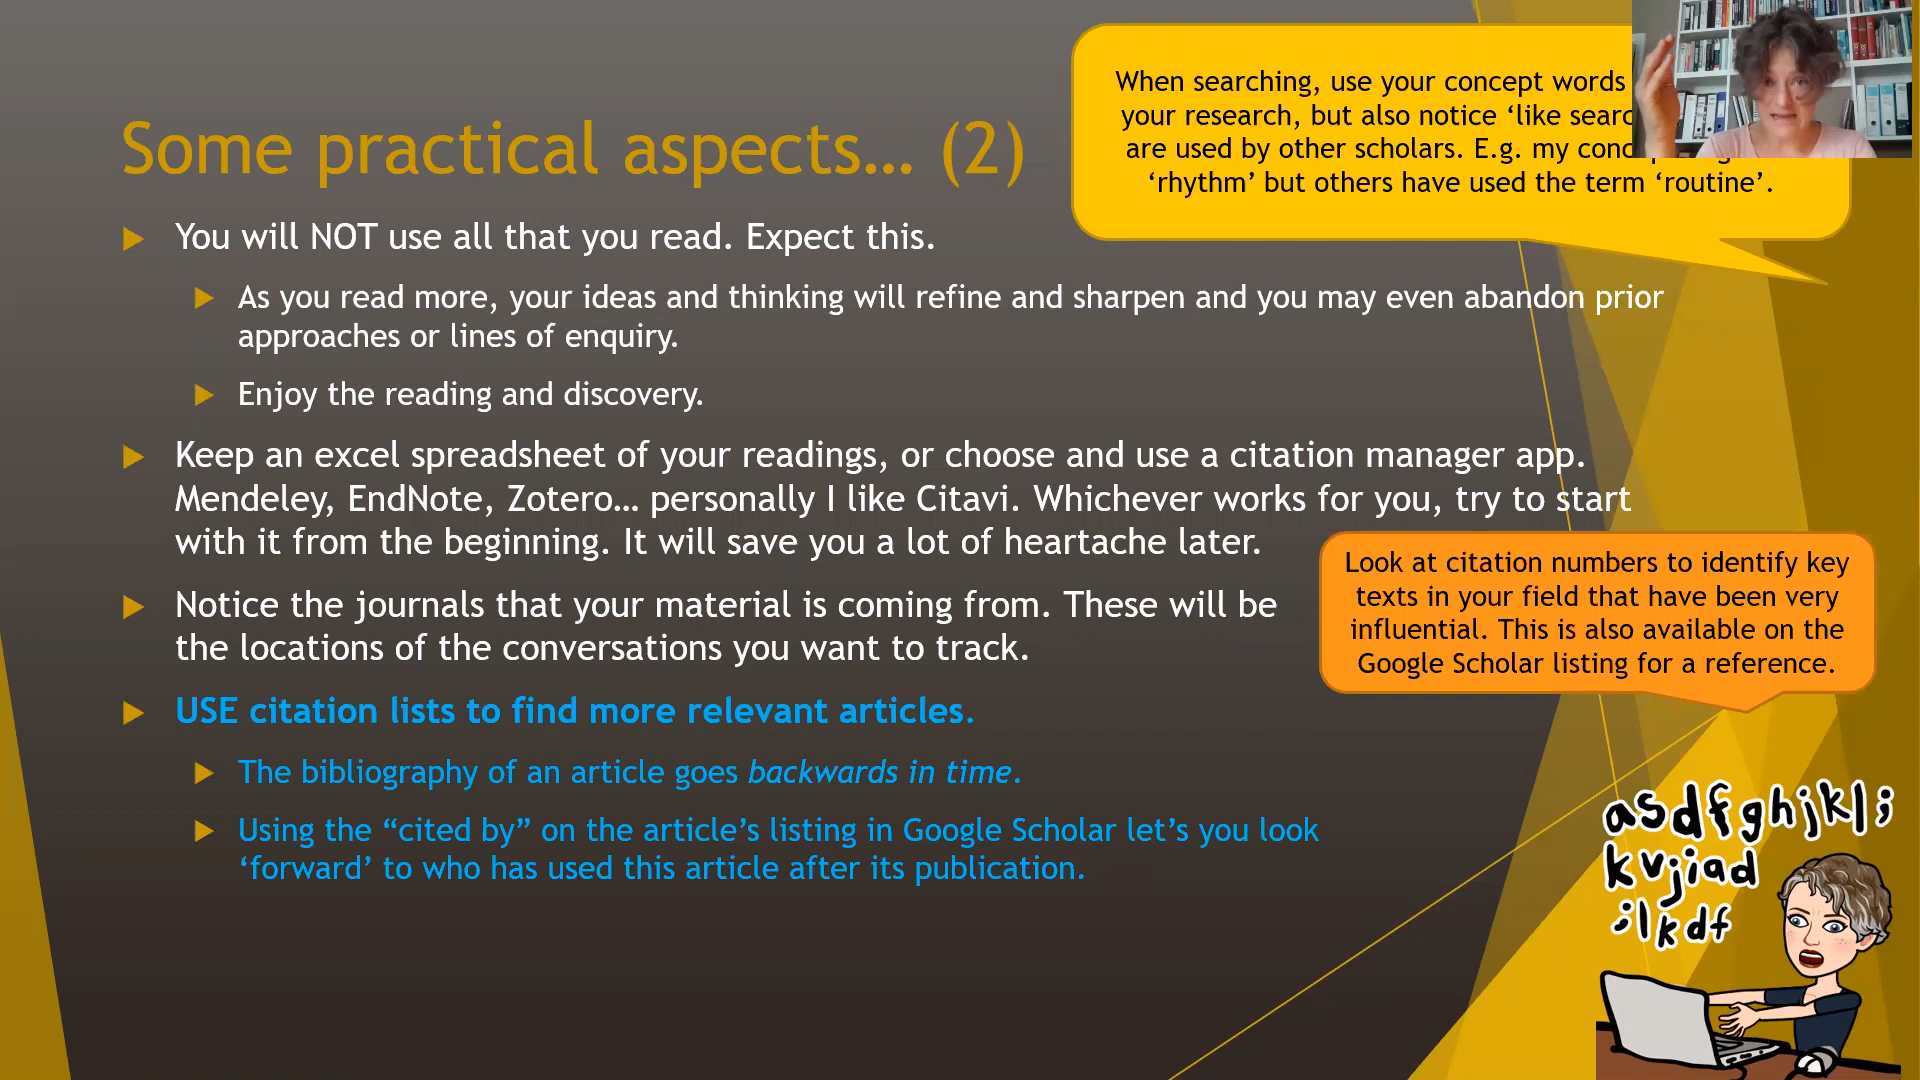 Some practical aspects… (2)
You will NOT use all that you read. Expect this.
As you read more, your ideas and thinking will refine and sharpen and you may even abandon prior
approaches or lines of enquiry.
Enjoy the reading and discovery.
Keep an excel spreadsheet of your readings, or choose and use a citation manager app.
Mendeley, EndNote, Zotero… personally I like Citavi. Whichever works for you, try to start
with it from the beginning. It will save you a lot of heartache later.
Notice the journals that your material is coming from. These will be
the locations of the conversations you want to track.
USE citation lists to find more relevant articles.
The bibliography of an article goes backwards in time.
Using the “cited by” on the article’s listing in Google Scholar let’s you look
‘forward’ to who has used this article after its publication.
When searching, use your concept words
your research, but also notice ‘like
are used by other scholars. E.g. my
‘rhythm’ but others have used the term ‘routine’.
Look at citation numbers to identify key
texts in your field that have been very
influential. This is also available on the
Google Scholar listing for a reference.
asdfghjkl;
kvjiad
;lkdf